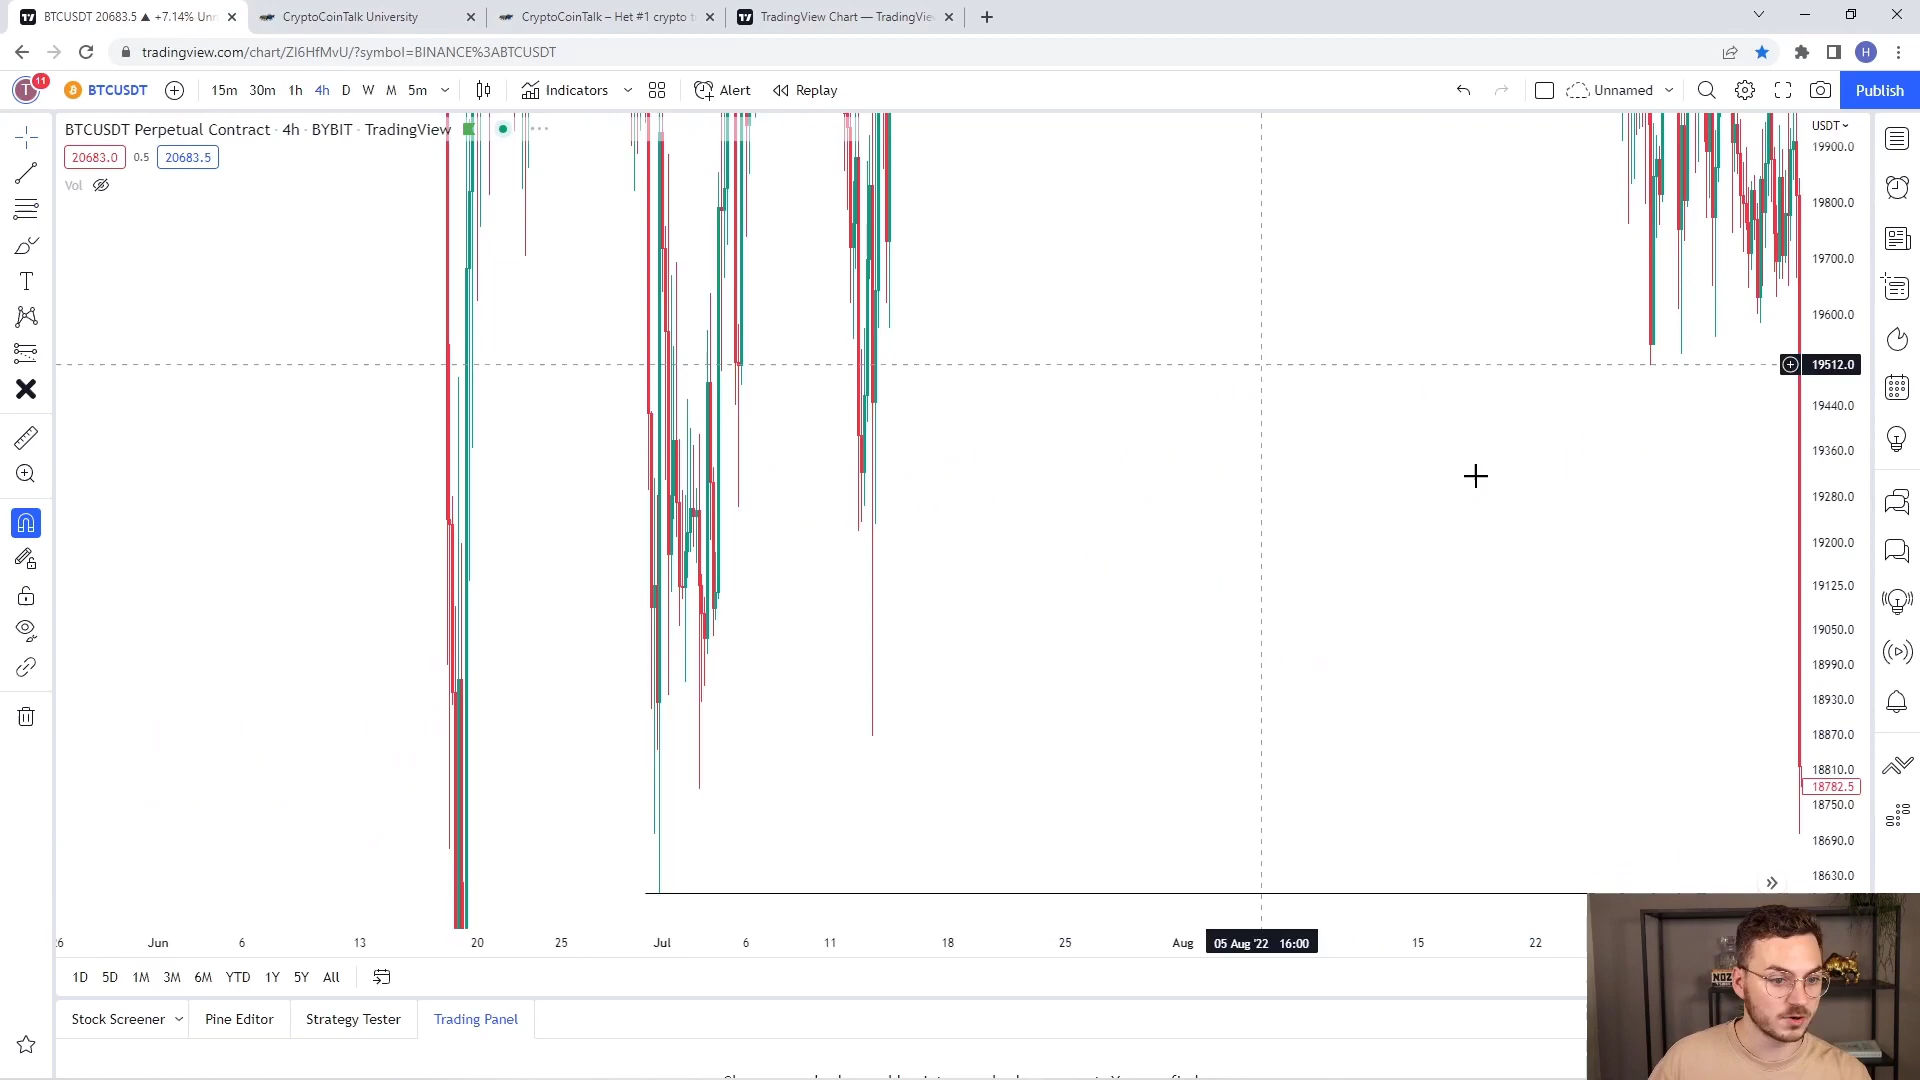 BTCUSDT 20683.5 ▲ +7.14% Unn
CryptoCoinTalk University
CryptoCoinTalk – Het #1 crypto t
TradingView Chart — TradingVie
tradingview.com/chart/ZI6HfMvU/?symbol=BINANCE%3ABTCUSDT
H
T
11
BTCUSDT
15m 30m 1h 4h D W M 5m
Indicators
Alert
Replay
Unnamed
Publish
BTCUSDT Perpetual Contract · 4h · BYBIT · TradingView
20683.0 0.5 20683.5
Vol
USDT
19900.0
19800.0
19700.0
19600.0
19512.0
19440.0
19360.0
19280.0
19200.0
19125.0
19050.0
18990.0
18930.0
18870.0
18810.0
18782.5
18750.0
18690.0
18630.0
26 Jun 6 13 20 25 Jul 6 11 18 25 Aug 05 Aug '22 16:00 15 22
1D 5D 1M 3M 6M YTD 1Y 5Y All
Stock Screener Pine Editor Strategy Tester Trading Panel